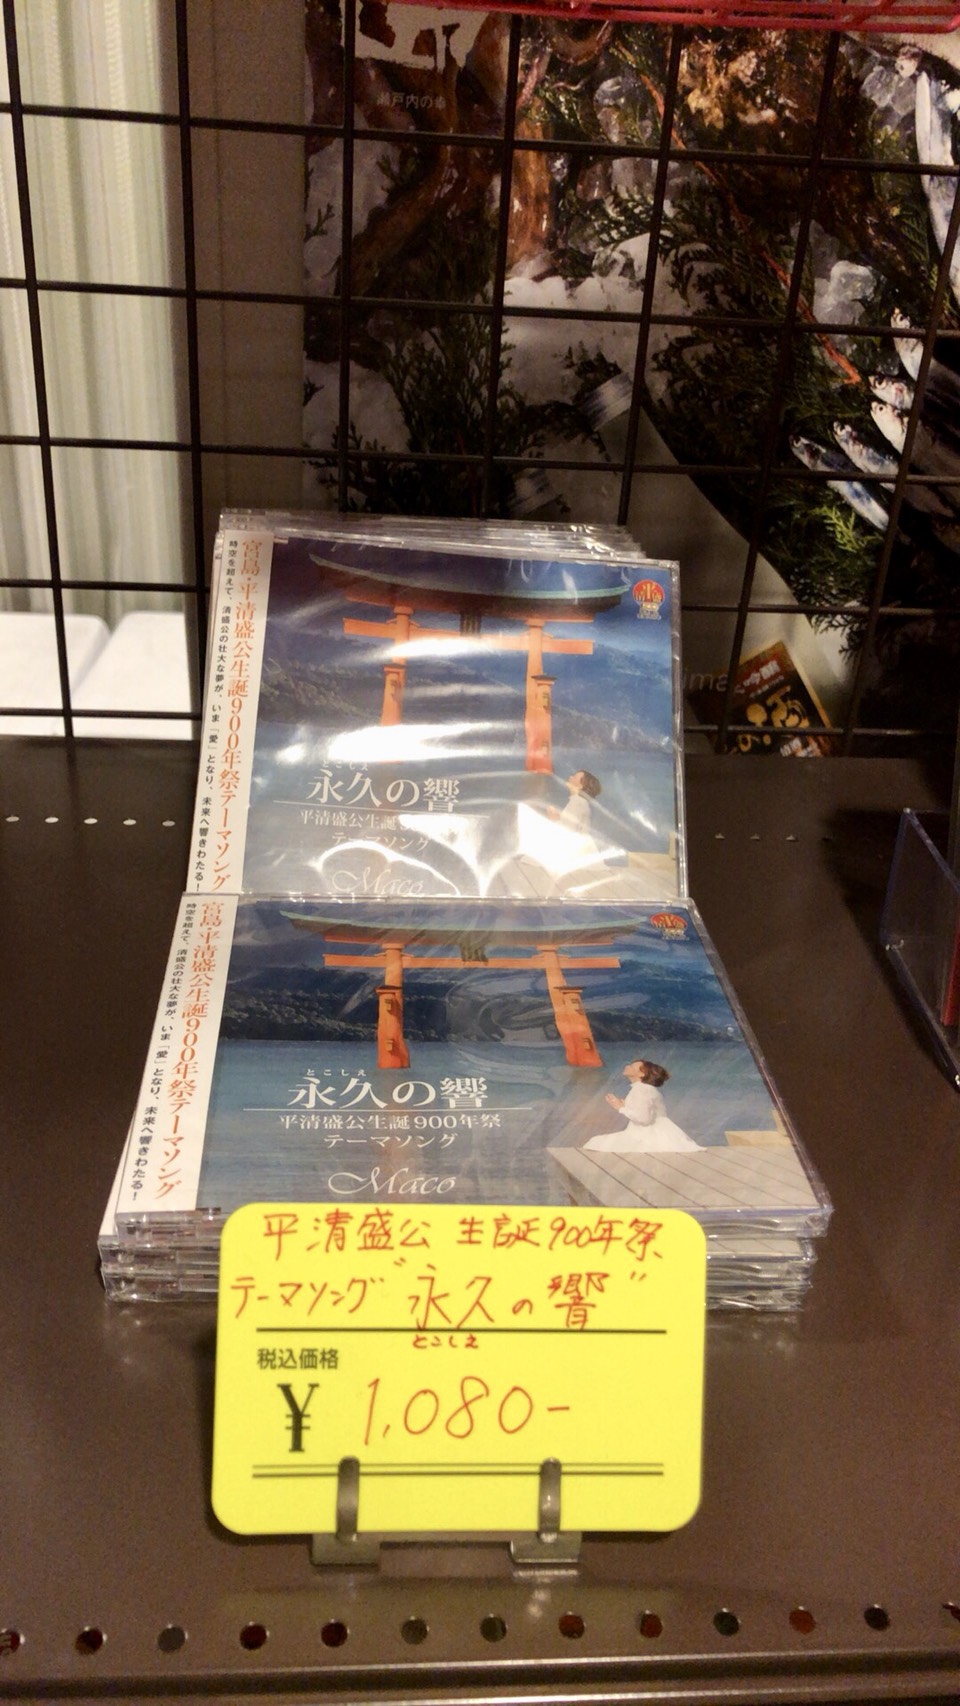 瀬戸内の幸
宮島・平清盛公生誕900年祭テーマソング
時空を超えて、清盛公の壮大な夢が、いま「愛」となり、未来へ響きわたる！
とこしえ
永久の響
平清盛公生誕
テーマソング
Maco
宮島・平清盛公生誕900年祭テーマソング
時空を超えて、清盛公の壮大な夢が、いま「愛」となり、未来へ響きわたる！
とこしえ
永久の響
平清盛公生誕900年祭
テーマソング
Maco
平清盛公 生誕900年祭
テーマソング"永久の響"
とこしえ
税込価格
¥ 1,080-